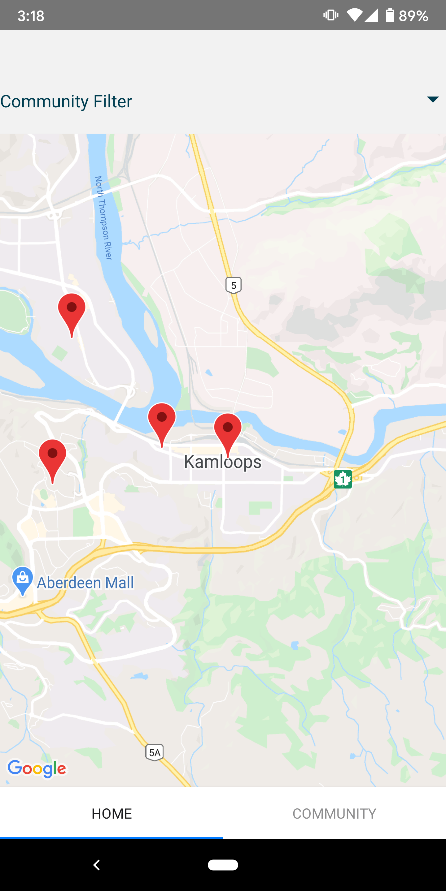 3:18
89%
Community Filter
North Thompson River
5
Kamloops
1
Aberdeen Mall
5A
Google
HOME
COMMUNITY